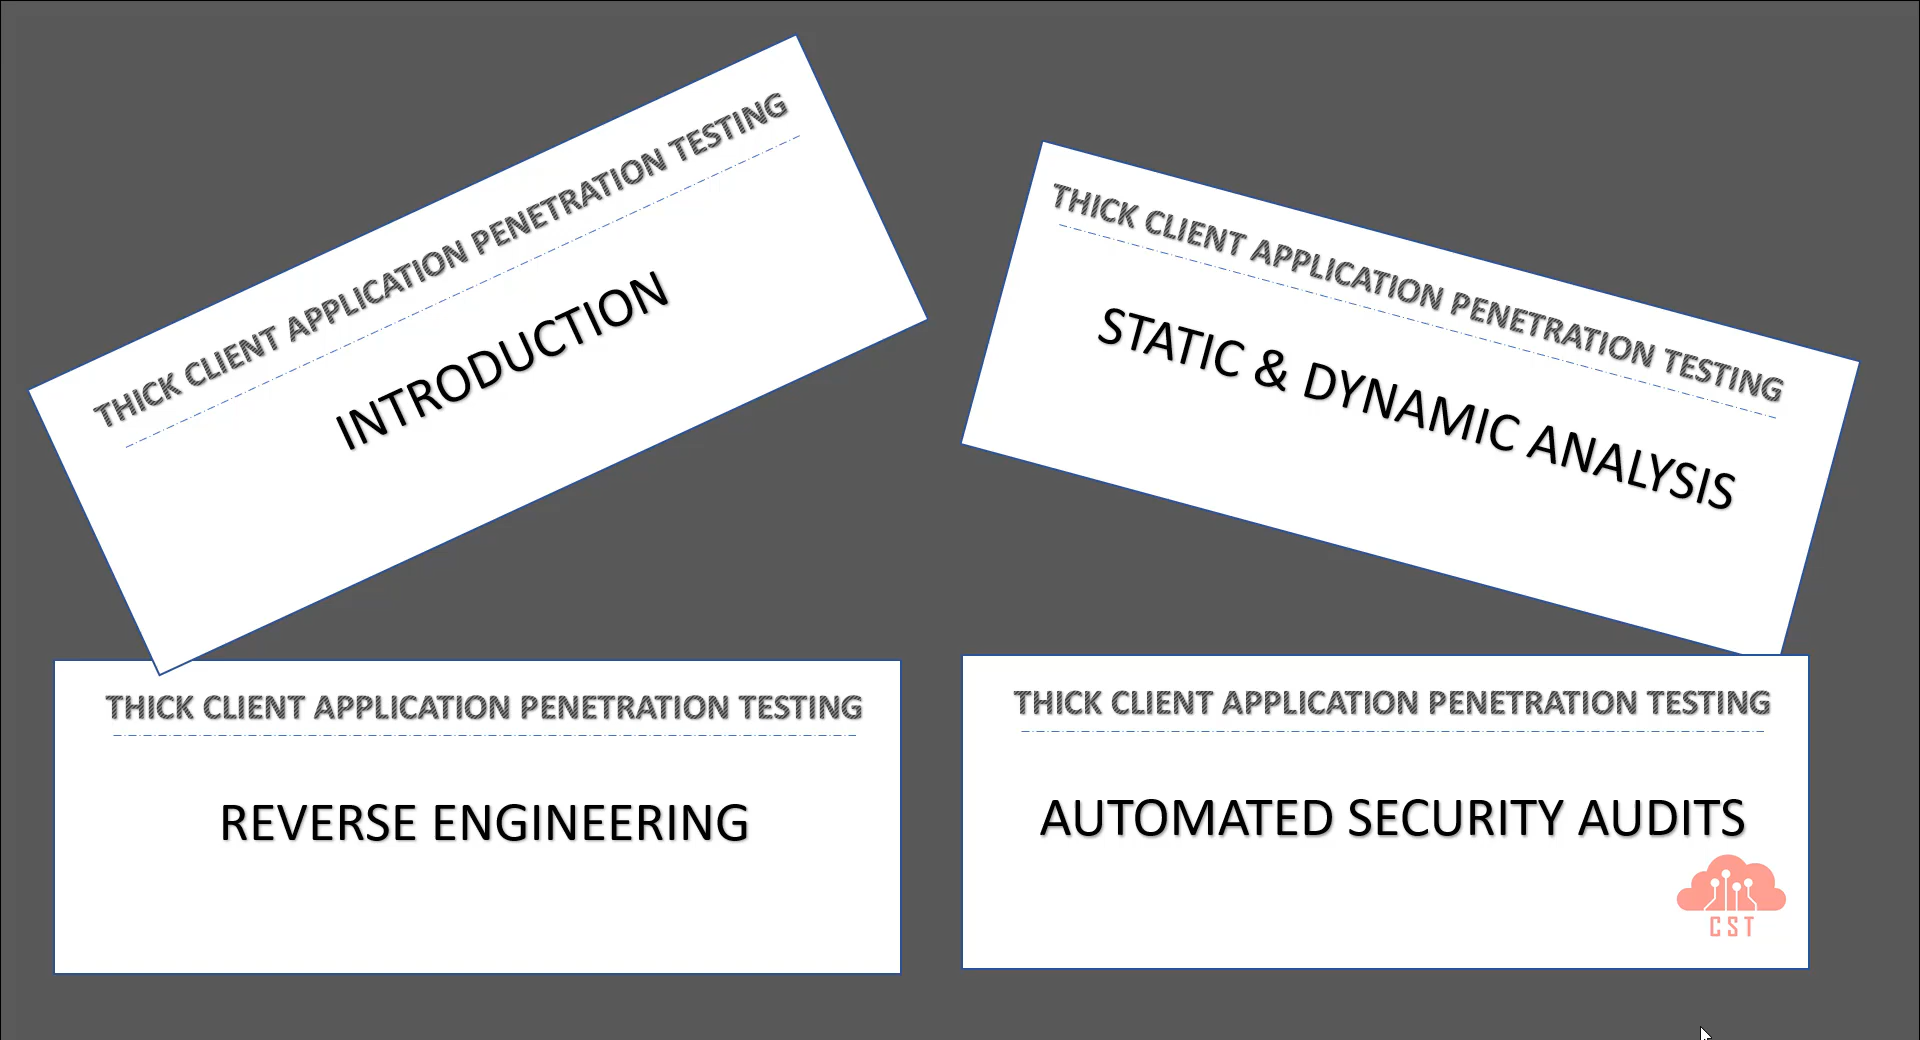 THICK CLIENT APPLICATION PENETRATION TESTING
INTRODUCTION
THICK CLIENT APPLICATION PENETRATION TESTING
STATIC & DYNAMIC ANALYSIS
THICK CLIENT APPLICATION PENETRATION TESTING
REVERSE ENGINEERING
THICK CLIENT APPLICATION PENETRATION TESTING
AUTOMATED SECURITY AUDITS
CST